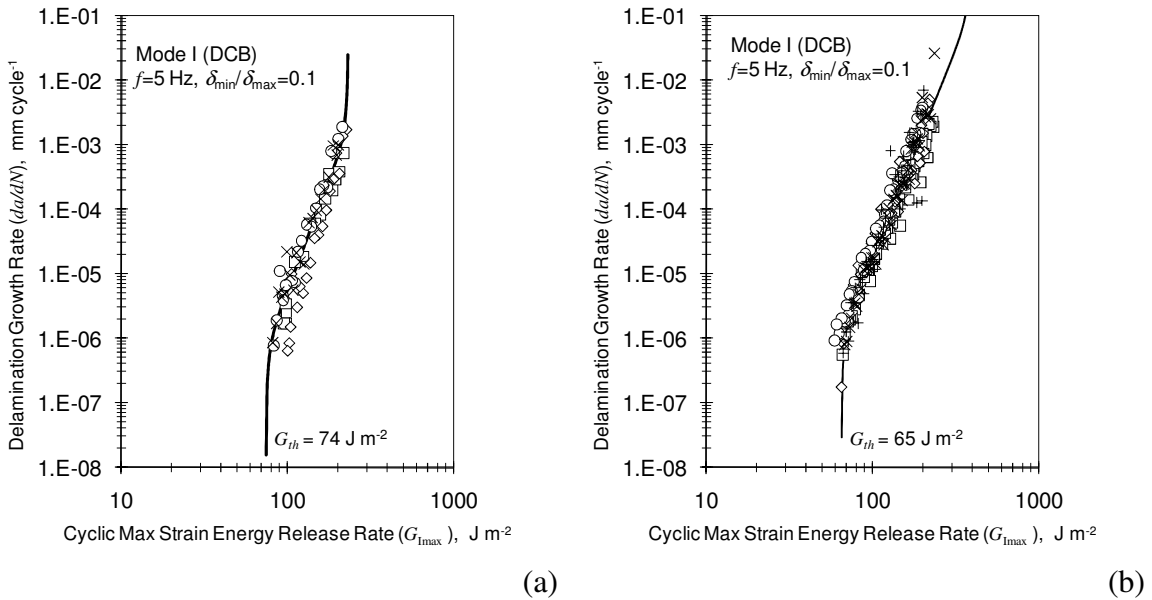 1.E-01
1.E-02
1.E-03
1.E-04
1.E-05
1.E-06
1.E-07
1.E-08
Delamination Growth Rate (da/dN), mm cycle-1
Mode I (DCB)
f=5 Hz, δmin/δmax=0.1
Gth = 74 J m-2
10 100 1000
Cyclic Max Strain Energy Release Rate (GImax ), J m-2
(a)
1.E-01
1.E-02
1.E-03
1.E-04
1.E-05
1.E-06
1.E-07
1.E-08
Delamination Growth Rate (da/dN), mm cycle-1
Mode I (DCB)
f=5 Hz, δmin/δmax=0.1
Gth = 65 J m-2
10 100 1000
Cyclic Max Strain Energy Release Rate (GImax ), J m-2
(b)